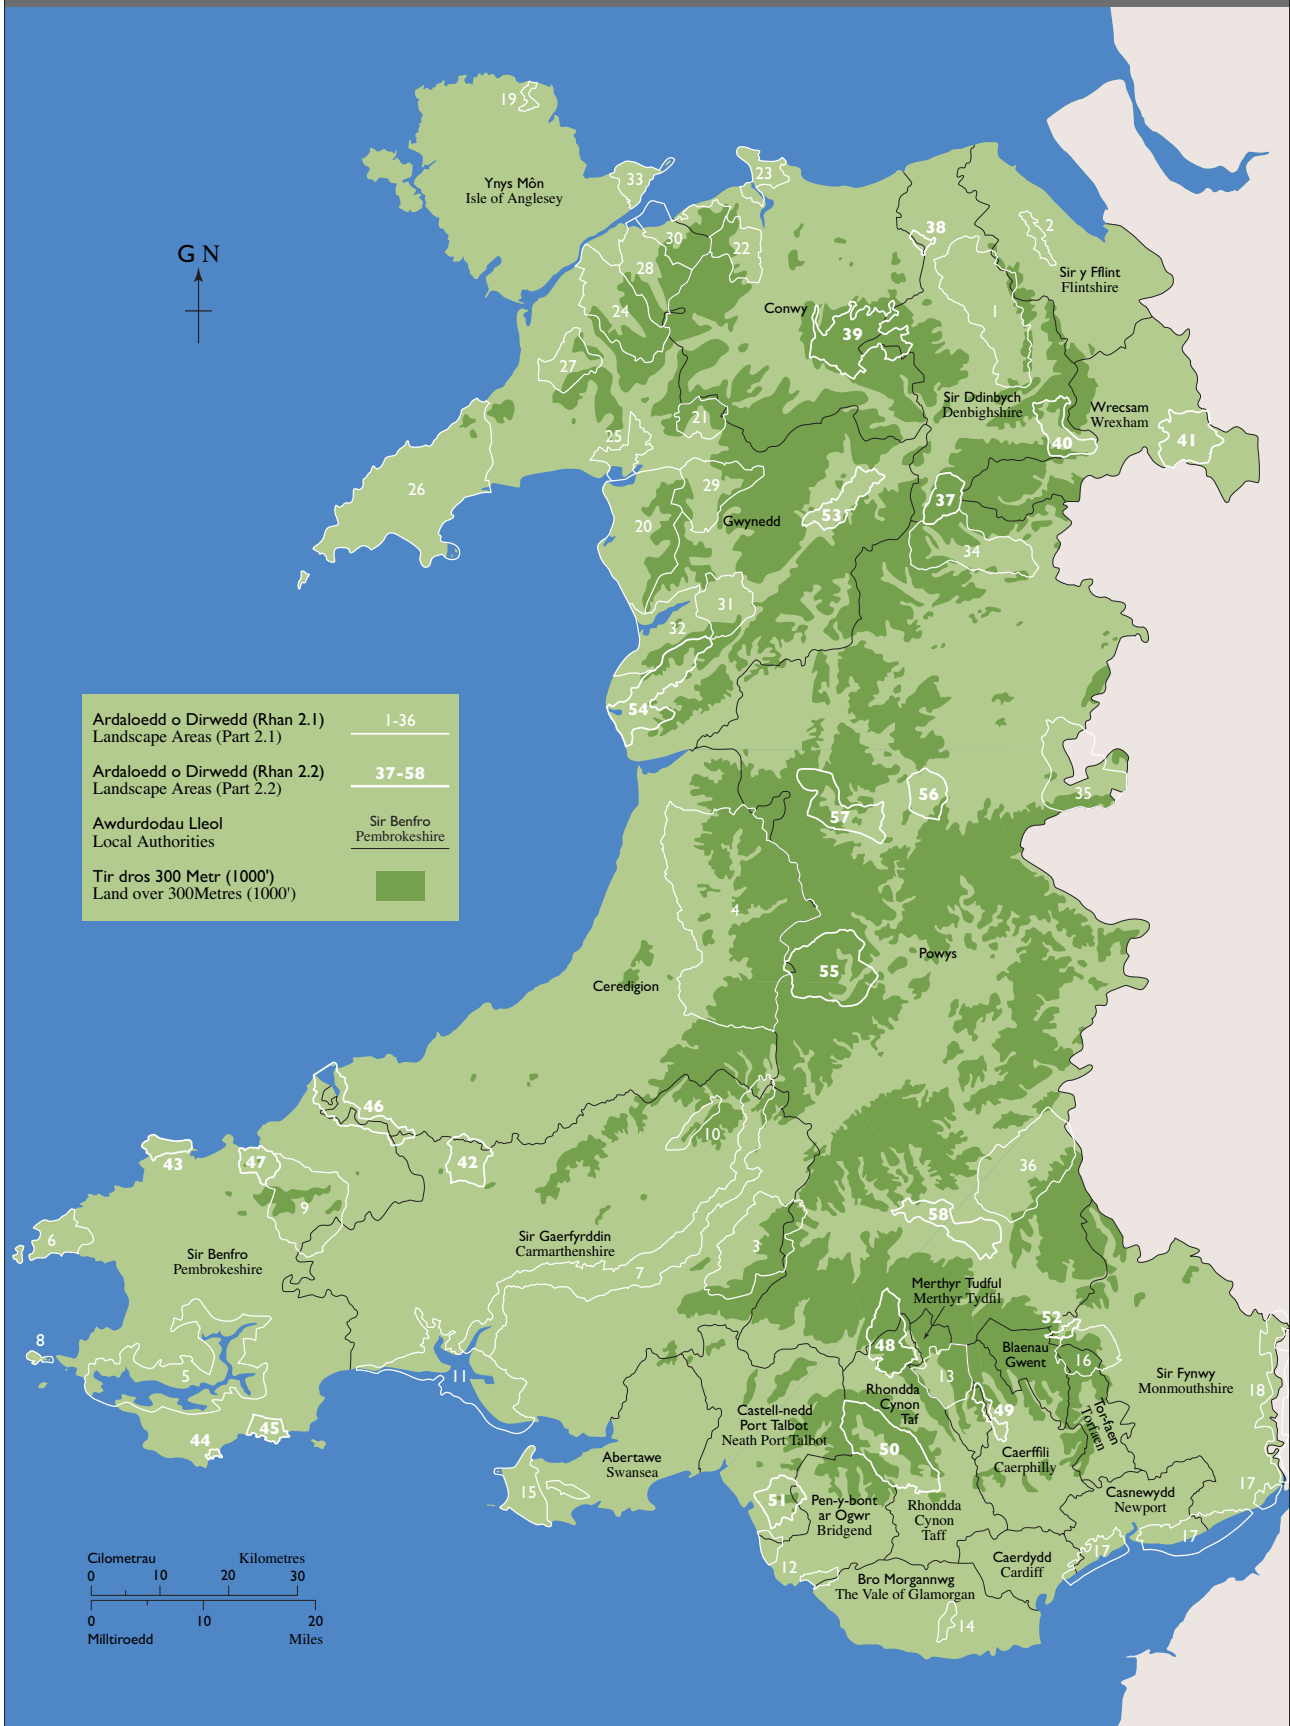 19
33
23
Ynys Môn
Isle of Anglesey
G N
38
2
30
22
28
Sir y Fflint
Flintshire
24
Conwy
1
39
27
Sir Ddinbych
Denbighshire
Wrecsam
Wrexham
21
25
40
41
26
29
20
Gwynedd
53
37
34
31
32
54
Ardaloedd o Dirwedd (Rhan 2.1)
Landscape Areas (Part 2.1)
1-36
Ardaloedd o Dirwedd (Rhan 2.2)
Landscape Areas (Part 2.2)
37-58
Awdurdodau Lleol
Local Authorities
Sir Benfro
Pembrokeshire
Tir dros 300 Metr (1000')
Land over 300Metres (1000')
35
56
57
4
Powys
55
Ceredigion
46
10
43
47
42
36
9
58
6
Sir Benfro
Pembrokeshire
Sir Gaerfyrddin
Carmarthenshire
3
7
Merthyr Tudful
Merthyr Tydfil
52
8
48
Blaenau
Gwent
16
5
11
13
Sir Fynwy
Monmouthshire
18
Rhondda
Cynon
Taf
49
Castell-nedd
Port Talbot
Neath Port Talbot
Tor-faen
Torfaen
44
45
50
Caerffili
Caerphilly
Abertawe
Swansea
15
51
Pen-y-bont
ar Ogwr
Bridgend
Rhondda
Cynon
Taff
Casnewydd
Newport
17
17
17
12
Caerdydd
Cardiff
Bro Morgannwg
The Vale of Glamorgan
14
Cilometrau
Kilometres
0
10
20
30
0
10
20
Milltiroedd
Miles